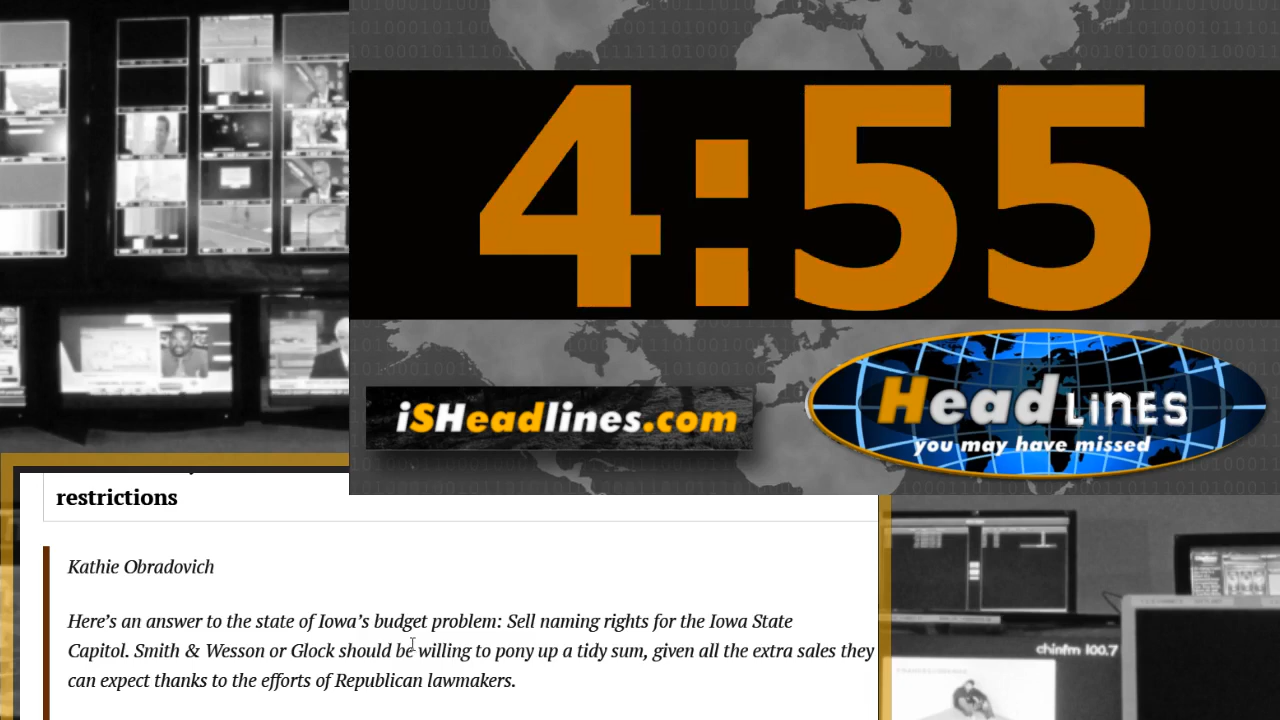 4:55
iSHeadlines.com
HeadLINES
you may have missed
restrictions
Kathie Obradovich
Here's an answer to the state of Iowa's budget problem: Sell naming rights for the Iowa State
Capitol. Smith & Wesson or Glock should be willing to pony up a tidy sum, given all the extra sales they
can expect thanks to the efforts of Republican lawmakers.
chinfm 100.7